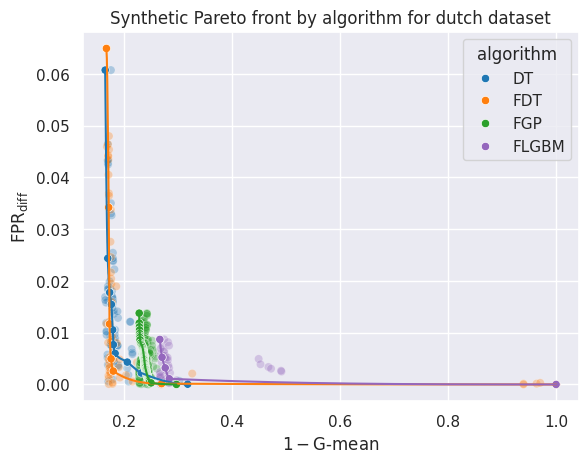 Synthetic Pareto front by algorithm for dutch dataset
algorithm
DT
FDT
FGP
FLGBM
0.06
0.05
0.04
0.03
0.02
0.01
0.00
FPR_diff
0.2
0.4
0.6
0.8
1.0
1 − G-mean